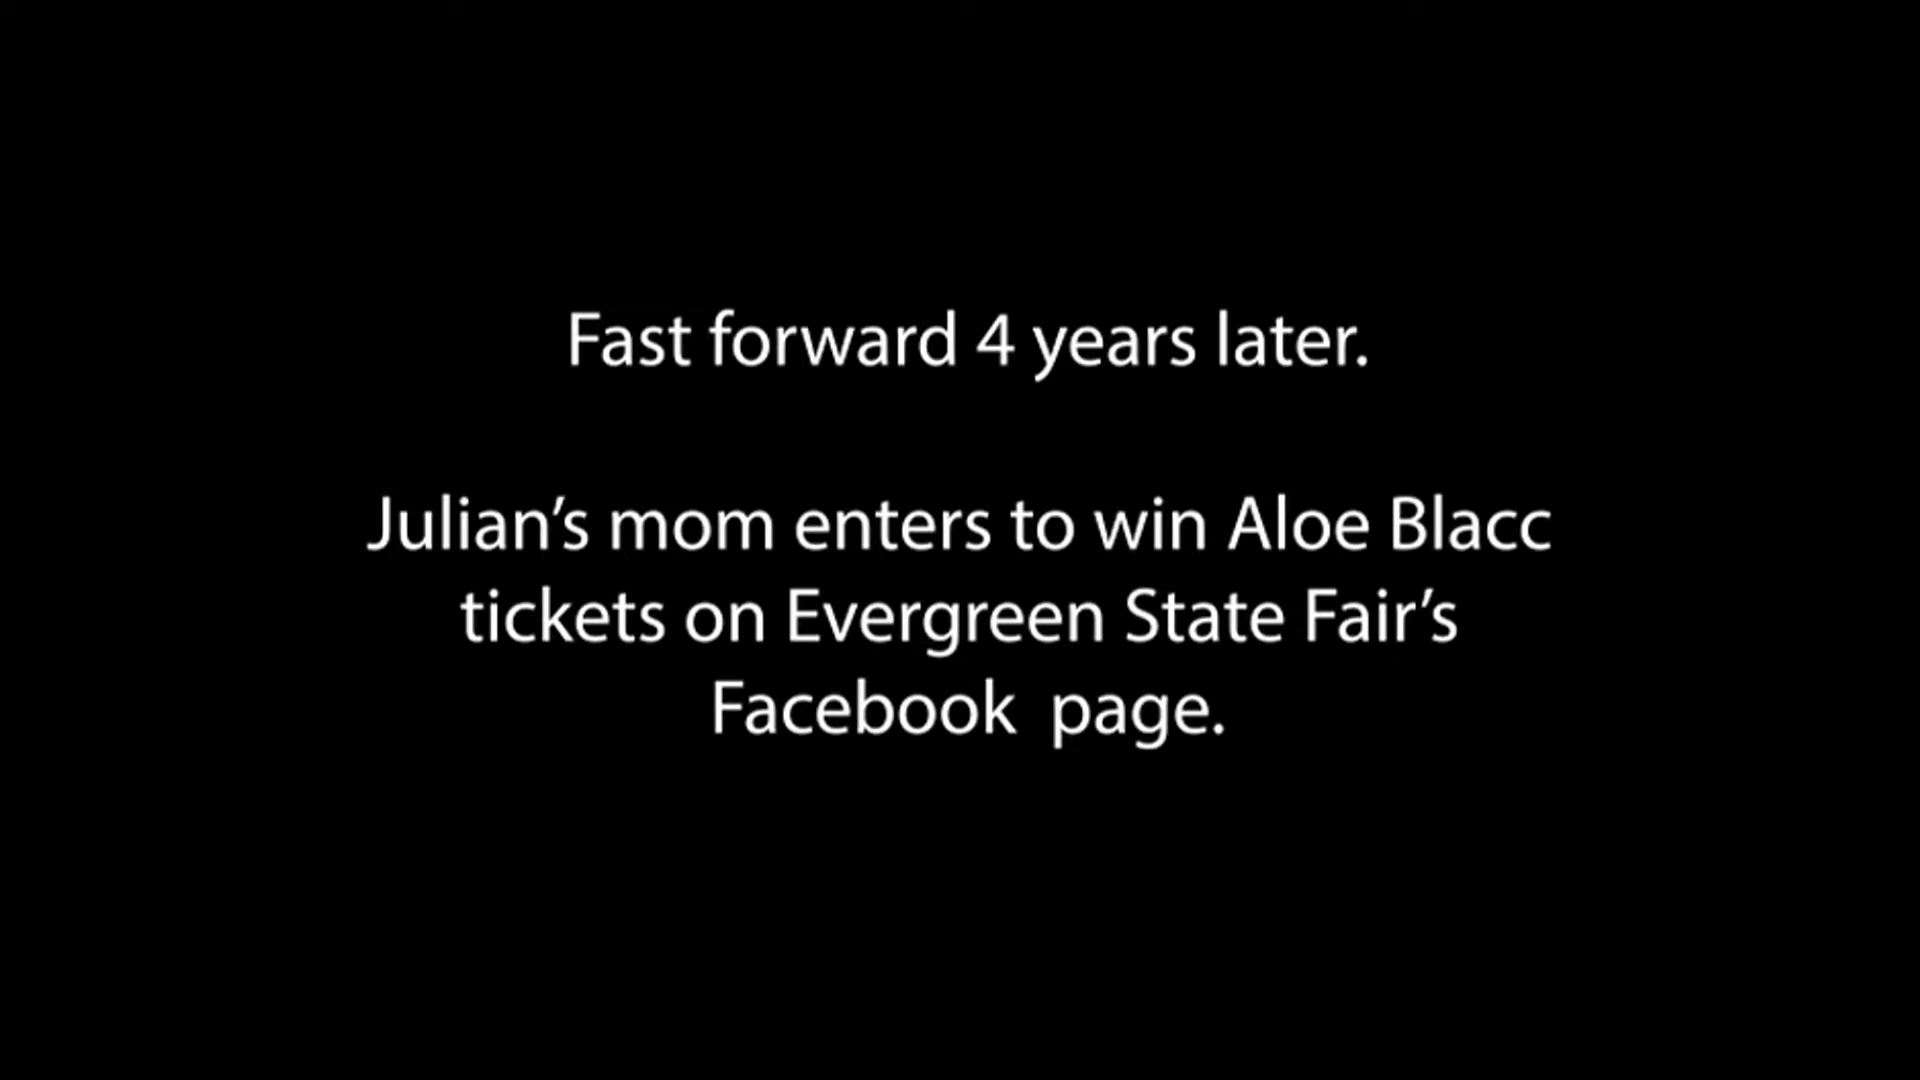 Fast forward 4 years later.
Julian’s mom enters to win Aloe Blacc
tickets on Evergreen State Fair’s
Facebook  page.